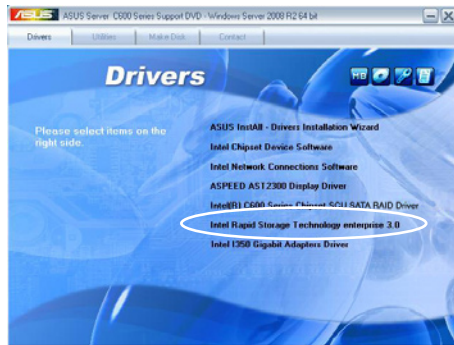 ASUS ASUS Server C600 Series Support DVD - Windows Server 2008 R2 64 bit
Drivers Utilities Make Disk Contact
Drivers
MB
Please select items on the right side.
ASUS InstAll - Drivers Installation Wizard
Intel Chipset Device Software
Intel Network Connections Software
ASPEED AST2300 Display Driver
Intel(R) C600 Series Chipset SCU SATA RAID Driver
Intel Rapid Storage Technology enterprise 3.0
Intel I350 Gigabit Adapters Driver